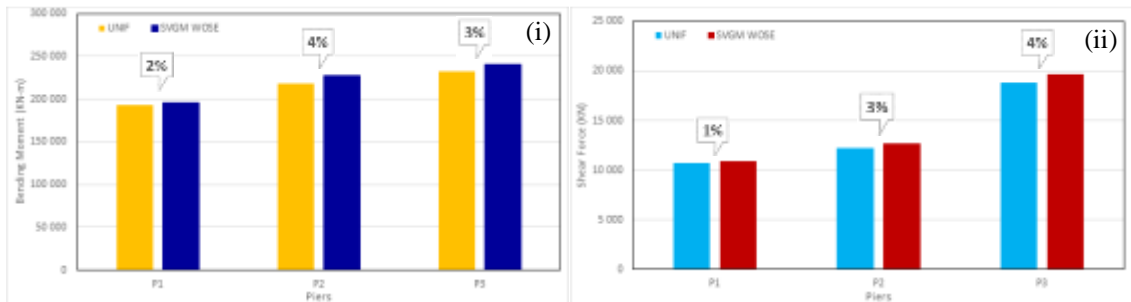 300 000
UNIF
SVGM WOSE
(i)
250 000
200 000
150 000
100 000
50 000
0
2%
4%
3%
Bending Moment (KN-m)
P1
P2
P3
Piers
25 000
UNIF
SVGM WOSE
(ii)
20 000
15 000
10 000
5 000
0
1%
3%
4%
Shear Force (KN)
P1
P2
P3
Piers